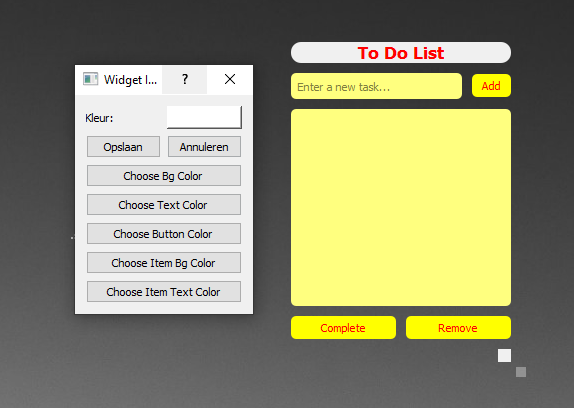 Widget I... ?
Kleur:
Opslaan Annuleren
Choose Bg Color
Choose Text Color
Choose Button Color
Choose Item Bg Color
Choose Item Text Color
To Do List
Enter a new task...
Add
Complete Remove